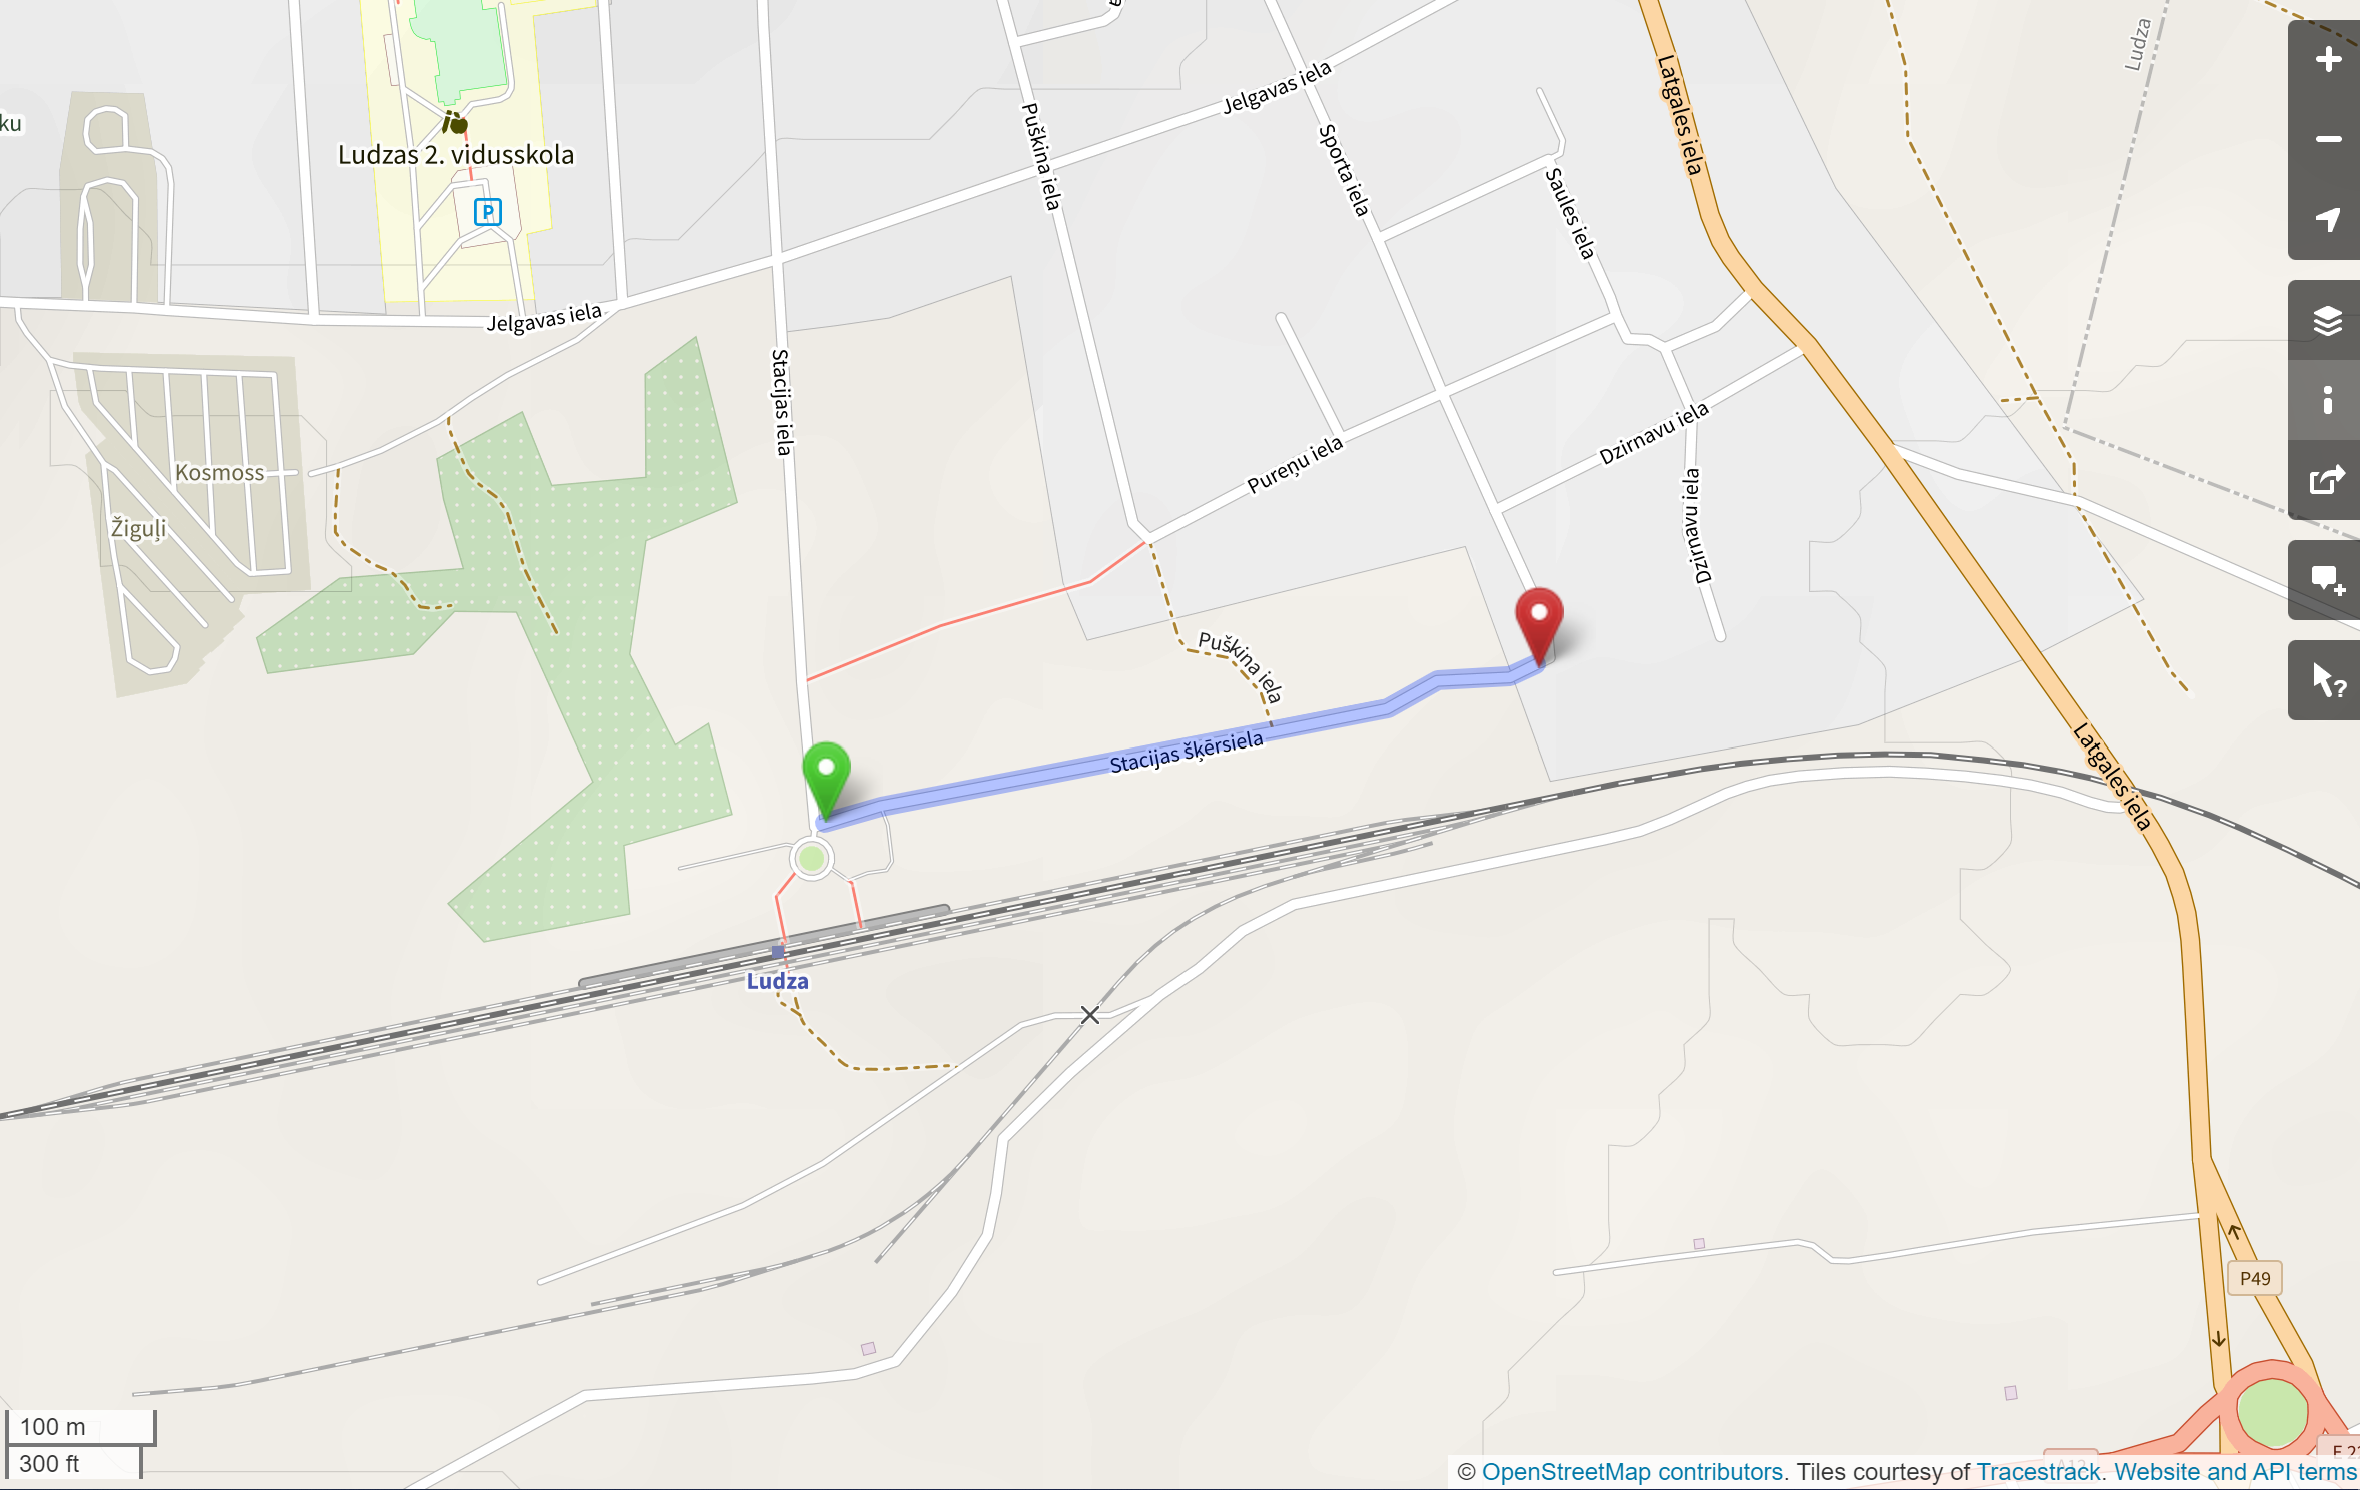 Ludza
ku
Latgales iela
Jelgavas iela
Puškina iela
Sporta iela
Ludzas 2. vidusskola
P
Saules iela
Jelgavas iela
Stacijas iela
Dzirnavu iela
Pureņu iela
Kosmoss
Žiguļi
Dzirnavu iela
Puškina iela
Stacijas šķērsiela
Latgales iela
Ludza
P49
100 m
300 ft
A12
E 22
© OpenStreetMap contributors. Tiles courtesy of Tracestrack. Website and API terms